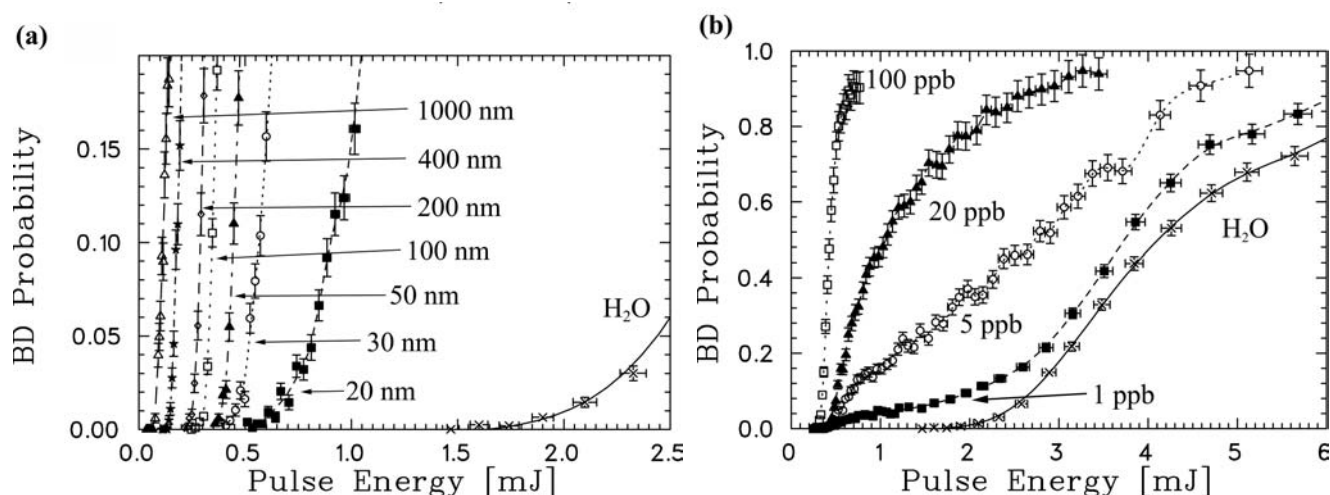 (a)
BD Probability
0.15
0.10
0.05
0.00
1000 nm
400 nm
200 nm
100 nm
50 nm
30 nm
20 nm
H₂O
0.0 0.5 1.0 1.5 2.0 2.5
Pulse Energy [mJ]
(b)
BD Probability
1.0
0.8
0.6
0.4
0.2
0.0
100 ppb
20 ppb
5 ppb
1 ppb
H₂O
1 2 3 4 5 6
Pulse Energy [mJ]